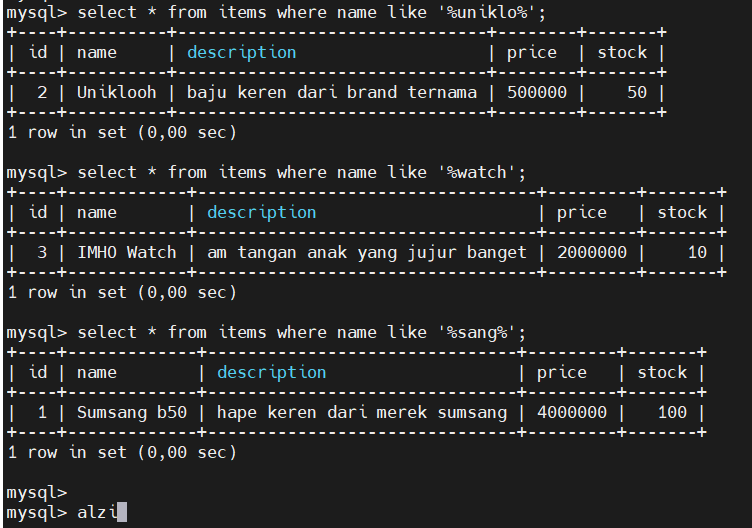 mysql> select * from items where name like '%uniklo%';
+----+----------+----------------------------+--------+-------+
| id | name     | description                | price  | stock |
+----+----------+----------------------------+--------+-------+
|  2 | Uniklooh | baju keren dari brand ternama | 500000 |    50 |
+----+----------+----------------------------+--------+-------+
1 row in set (0,00 sec)
mysql> select * from items where name like '%watch';
+----+------------+---------------------------------+---------+-------+
| id | name       | description                     | price   | stock |
+----+------------+---------------------------------+---------+-------+
|  3 | IMHO Watch | am tangan anak yang jujur banget | 2000000 |    10 |
+----+------------+---------------------------------+---------+-------+
1 row in set (0,00 sec)
mysql> select * from items where name like '%sang%';
+----+-------------+-------------------------------+---------+-------+
| id | name        | description                   | price   | stock |
+----+-------------+-------------------------------+---------+-------+
|  1 | Sumsang b50 | hape keren dari merek sumsang | 4000000 |   100 |
+----+-------------+-------------------------------+---------+-------+
1 row in set (0,00 sec)
mysql>
mysql> alzi